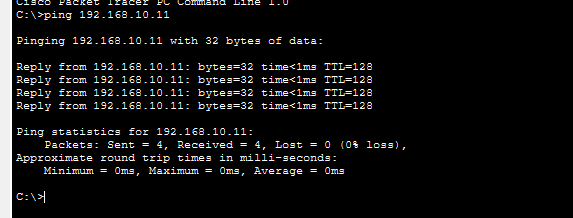 Cisco Packet Tracer PC Command Line 1.0
C:\>ping 192.168.10.11

Pinging 192.168.10.11 with 32 bytes of data:

Reply from 192.168.10.11: bytes=32 time<1ms TTL=128
Reply from 192.168.10.11: bytes=32 time<1ms TTL=128
Reply from 192.168.10.11: bytes=32 time<1ms TTL=128
Reply from 192.168.10.11: bytes=32 time<1ms TTL=128

Ping statistics for 192.168.10.11:
    Packets: Sent = 4, Received = 4, Lost = 0 (0% loss),
Approximate round trip times in milli-seconds:
    Minimum = 0ms, Maximum = 0ms, Average = 0ms

C:\>